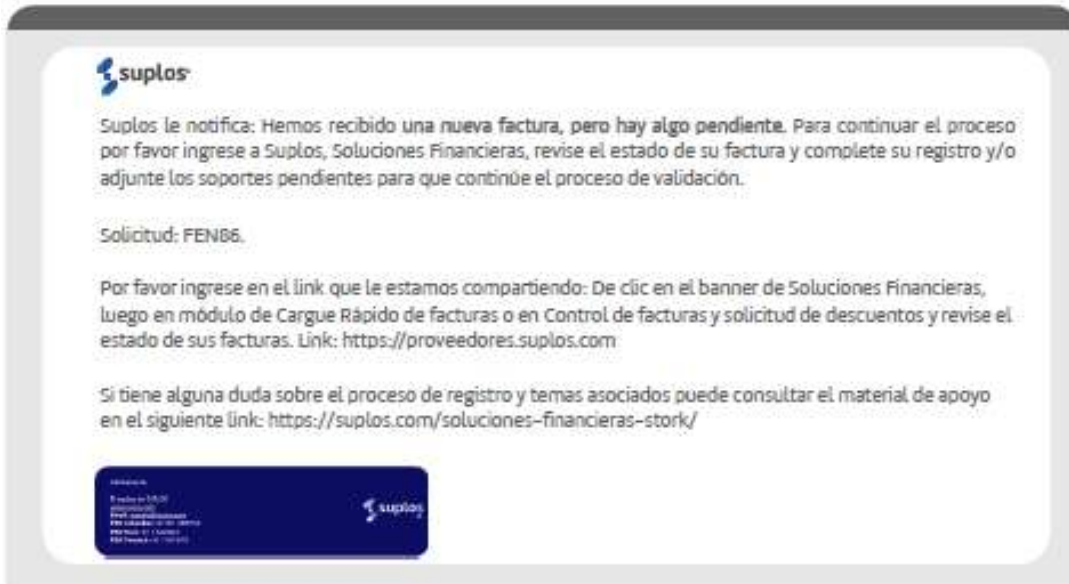 suplos
Suplos le notifica: Hemos recibido una nueva factura, pero hay algo pendiente. Para continuar el proceso
por favor ingrese a Suplos, Soluciones Financieras, revise el estado de su factura y complete su registro y/o
adjunte los soportes pendientes para que continúe el proceso de validación.
Solicitud: FEN86.
Por favor ingrese en el link que le estamos compartiendo: De clic en el banner de Soluciones Financieras,
luego en módulo de Cargue Rápido de facturas o en Control de facturas y solicitud de descuentos y revise el
estado de sus facturas. Link: https://proveedores.suplos.com
Si tiene alguna duda sobre el proceso de registro y temas asociados puede consultar el material de apoyo
en el siguiente link: https://suplos.com/soluciones-financieras-stork/
suplos